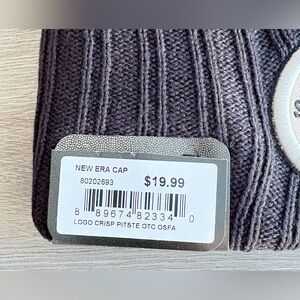 NEW ERA CAP
80202693 $19.99
8 89674 82334 0
LOGO CRISP PITSTE OTC OSFA